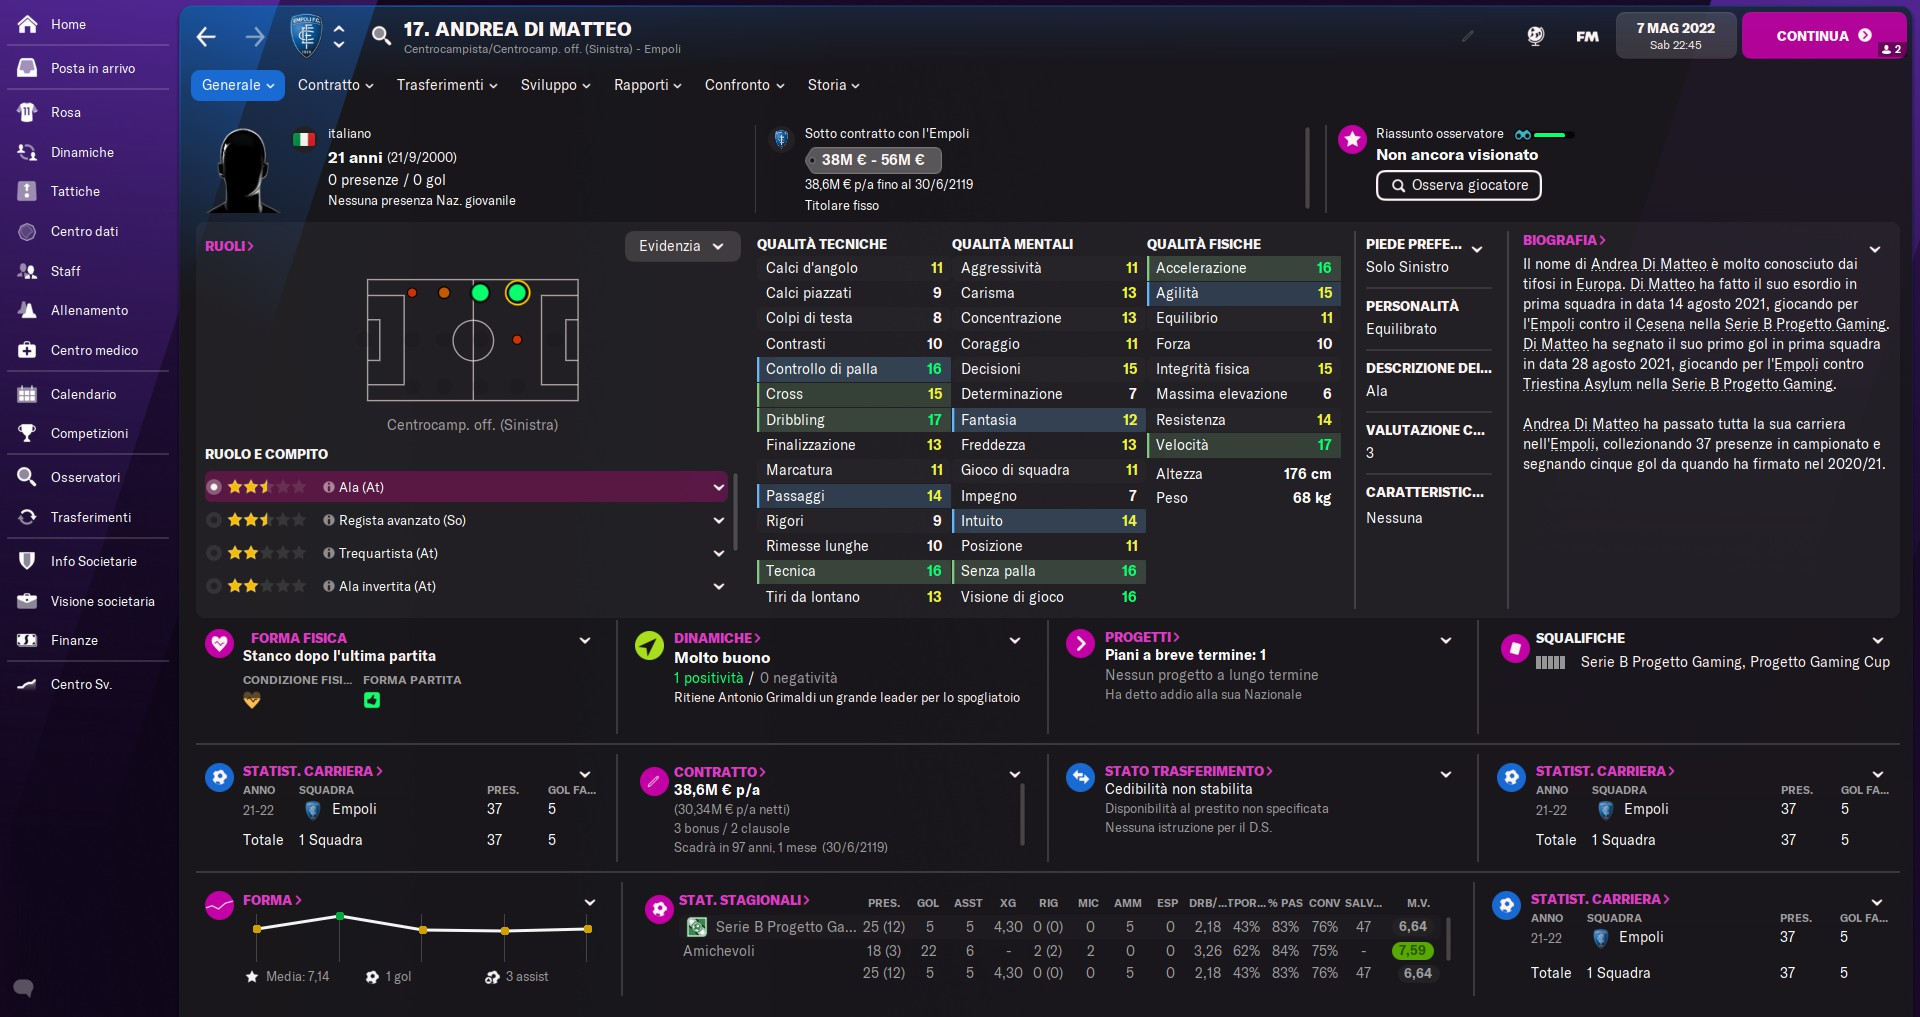 Home
Posta in arrivo
Rosa
Dinamiche
Tattiche
Centro dati
Staff
Allenamento
Centro medico
Calendario
Competizioni
Osservatori
Trasferimenti
Info Societarie
Visione societaria
Finanze
Centro Sv.
17. ANDREA DI MATTEO
Centrocampista/Centrocamp. off. (Sinistra) - Empoli
FM
7 MAG 2022
Sab 22:45
CONTINUA
2
Generale
Contratto
Trasferimenti
Sviluppo
Rapporti
Confronto
Storia
italiano
21 anni (21/9/2000)
0 presenze / 0 gol
Nessuna presenza Naz. giovanile
Sotto contratto con l'Empoli
38M € - 56M €
38,6M € p/a fino al 30/6/2119
Titolare fisso
Riassunto osservatore
Non ancora visionato
Osserva giocatore
RUOLI
Evidenzia
Centrocamp. off. (Sinistra)
RUOLO E COMPITO
Ala (At)
Regista avanzato (So)
Trequartista (At)
Ala invertita (At)
QUALITÀ TECNICHE
Calci d'angolo 11
Calci piazzati 9
Colpi di testa 8
Contrasti 10
Controllo di palla 16
Cross 15
Dribbling 17
Finalizzazione 13
Marcatura 11
Passaggi 14
Rigori 9
Rimesse lunghe 10
Tecnica 16
Tiri da lontano 13
QUALITÀ MENTALI
Aggressività 11
Carisma 13
Concentrazione 13
Coraggio 11
Decisioni 15
Determinazione 7
Fantasia 12
Freddezza 13
Gioco di squadra 11
Impegno 7
Intuito 14
Posizione 11
Senza palla 16
Visione di gioco 16
QUALITÀ FISICHE
Accelerazione 16
Agilità 15
Equilibrio 11
Forza 10
Integrità fisica 15
Massima elevazione 6
Resistenza 14
Velocità 17
Altezza 176 cm
Peso 68 kg
PIEDE PREFE...
Solo Sinistro
PERSONALITÀ
Equilibrato
DESCRIZIONE DEI...
Ala
VALUTAZIONE C...
3
CARATTERISTIC...
Nessuna
BIOGRAFIA
Il nome di Andrea Di Matteo è molto conosciuto dai
tifosi in Europa. Di Matteo ha fatto il suo esordio in
prima squadra in data 14 agosto 2021, giocando per
l'Empoli contro il Cesena nella Serie B Progetto Gaming.
Di Matteo ha segnato il suo primo gol in prima squadra
in data 28 agosto 2021, giocando per l'Empoli contro
Triestina Asylum nella Serie B Progetto Gaming.
Andrea Di Matteo ha passato tutta la sua carriera
nell'Empoli, collezionando 37 presenze in campionato e
segnando cinque gol da quando ha firmato nel 2020/21.
FORMA FISICA
Stanco dopo l'ultima partita
CONDIZIONE FISI... FORMA PARTITA
DINAMICHE
Molto buono
1 positività / 0 negatività
Ritiene Antonio Grimaldi un grande leader per lo spogliatoio
PROGETTI
Piani a breve termine: 1
Nessun progetto a lungo termine
Ha detto addio alla sua Nazionale
SQUALIFICHE
Serie B Progetto Gaming, Progetto Gaming Cup
STATIST. CARRIERA
ANNO SQUADRA PRES. GOL FA...
21-22 Empoli 37 5
Totale 1 Squadra 37 5
CONTRATTO
38,6M € p/a
(30,34M € p/a netti)
3 bonus / 2 clausole
Scadrà in 97 anni, 1 mese (30/6/2119)
STATO TRASFERIMENTO
Cedibilità non stabilita
Disponibilità al prestito non specificata
Nessuna istruzione per il D.S.
STATIST. CARRIERA
ANNO SQUADRA PRES. GOL FA...
21-22 Empoli 37 5
Totale 1 Squadra 37 5
FORMA
Media: 7,14 1 gol 3 assist
STAT. STAGIONALI PRES. GOL ASST XG RIG MIC AMM ESP DRB/... TPOR... % PAS CONV SALV... M.V.
Serie B Progetto Ga... 25 (12) 5 5 4,30 0 (0) 0 5 0 2,18 43% 83% 76% 47 6,64
Amichevoli 18 (3) 22 6 - 2 (2) 2 0 0 3,26 62% 84% 75% - 7,59
25 (12) 5 5 4,30 0 (0) 0 5 0 2,18 43% 83% 76% 47 6,64
STATIST. CARRIERA
ANNO SQUADRA PRES. GOL FA...
21-22 Empoli 37 5
Totale 1 Squadra 37 5